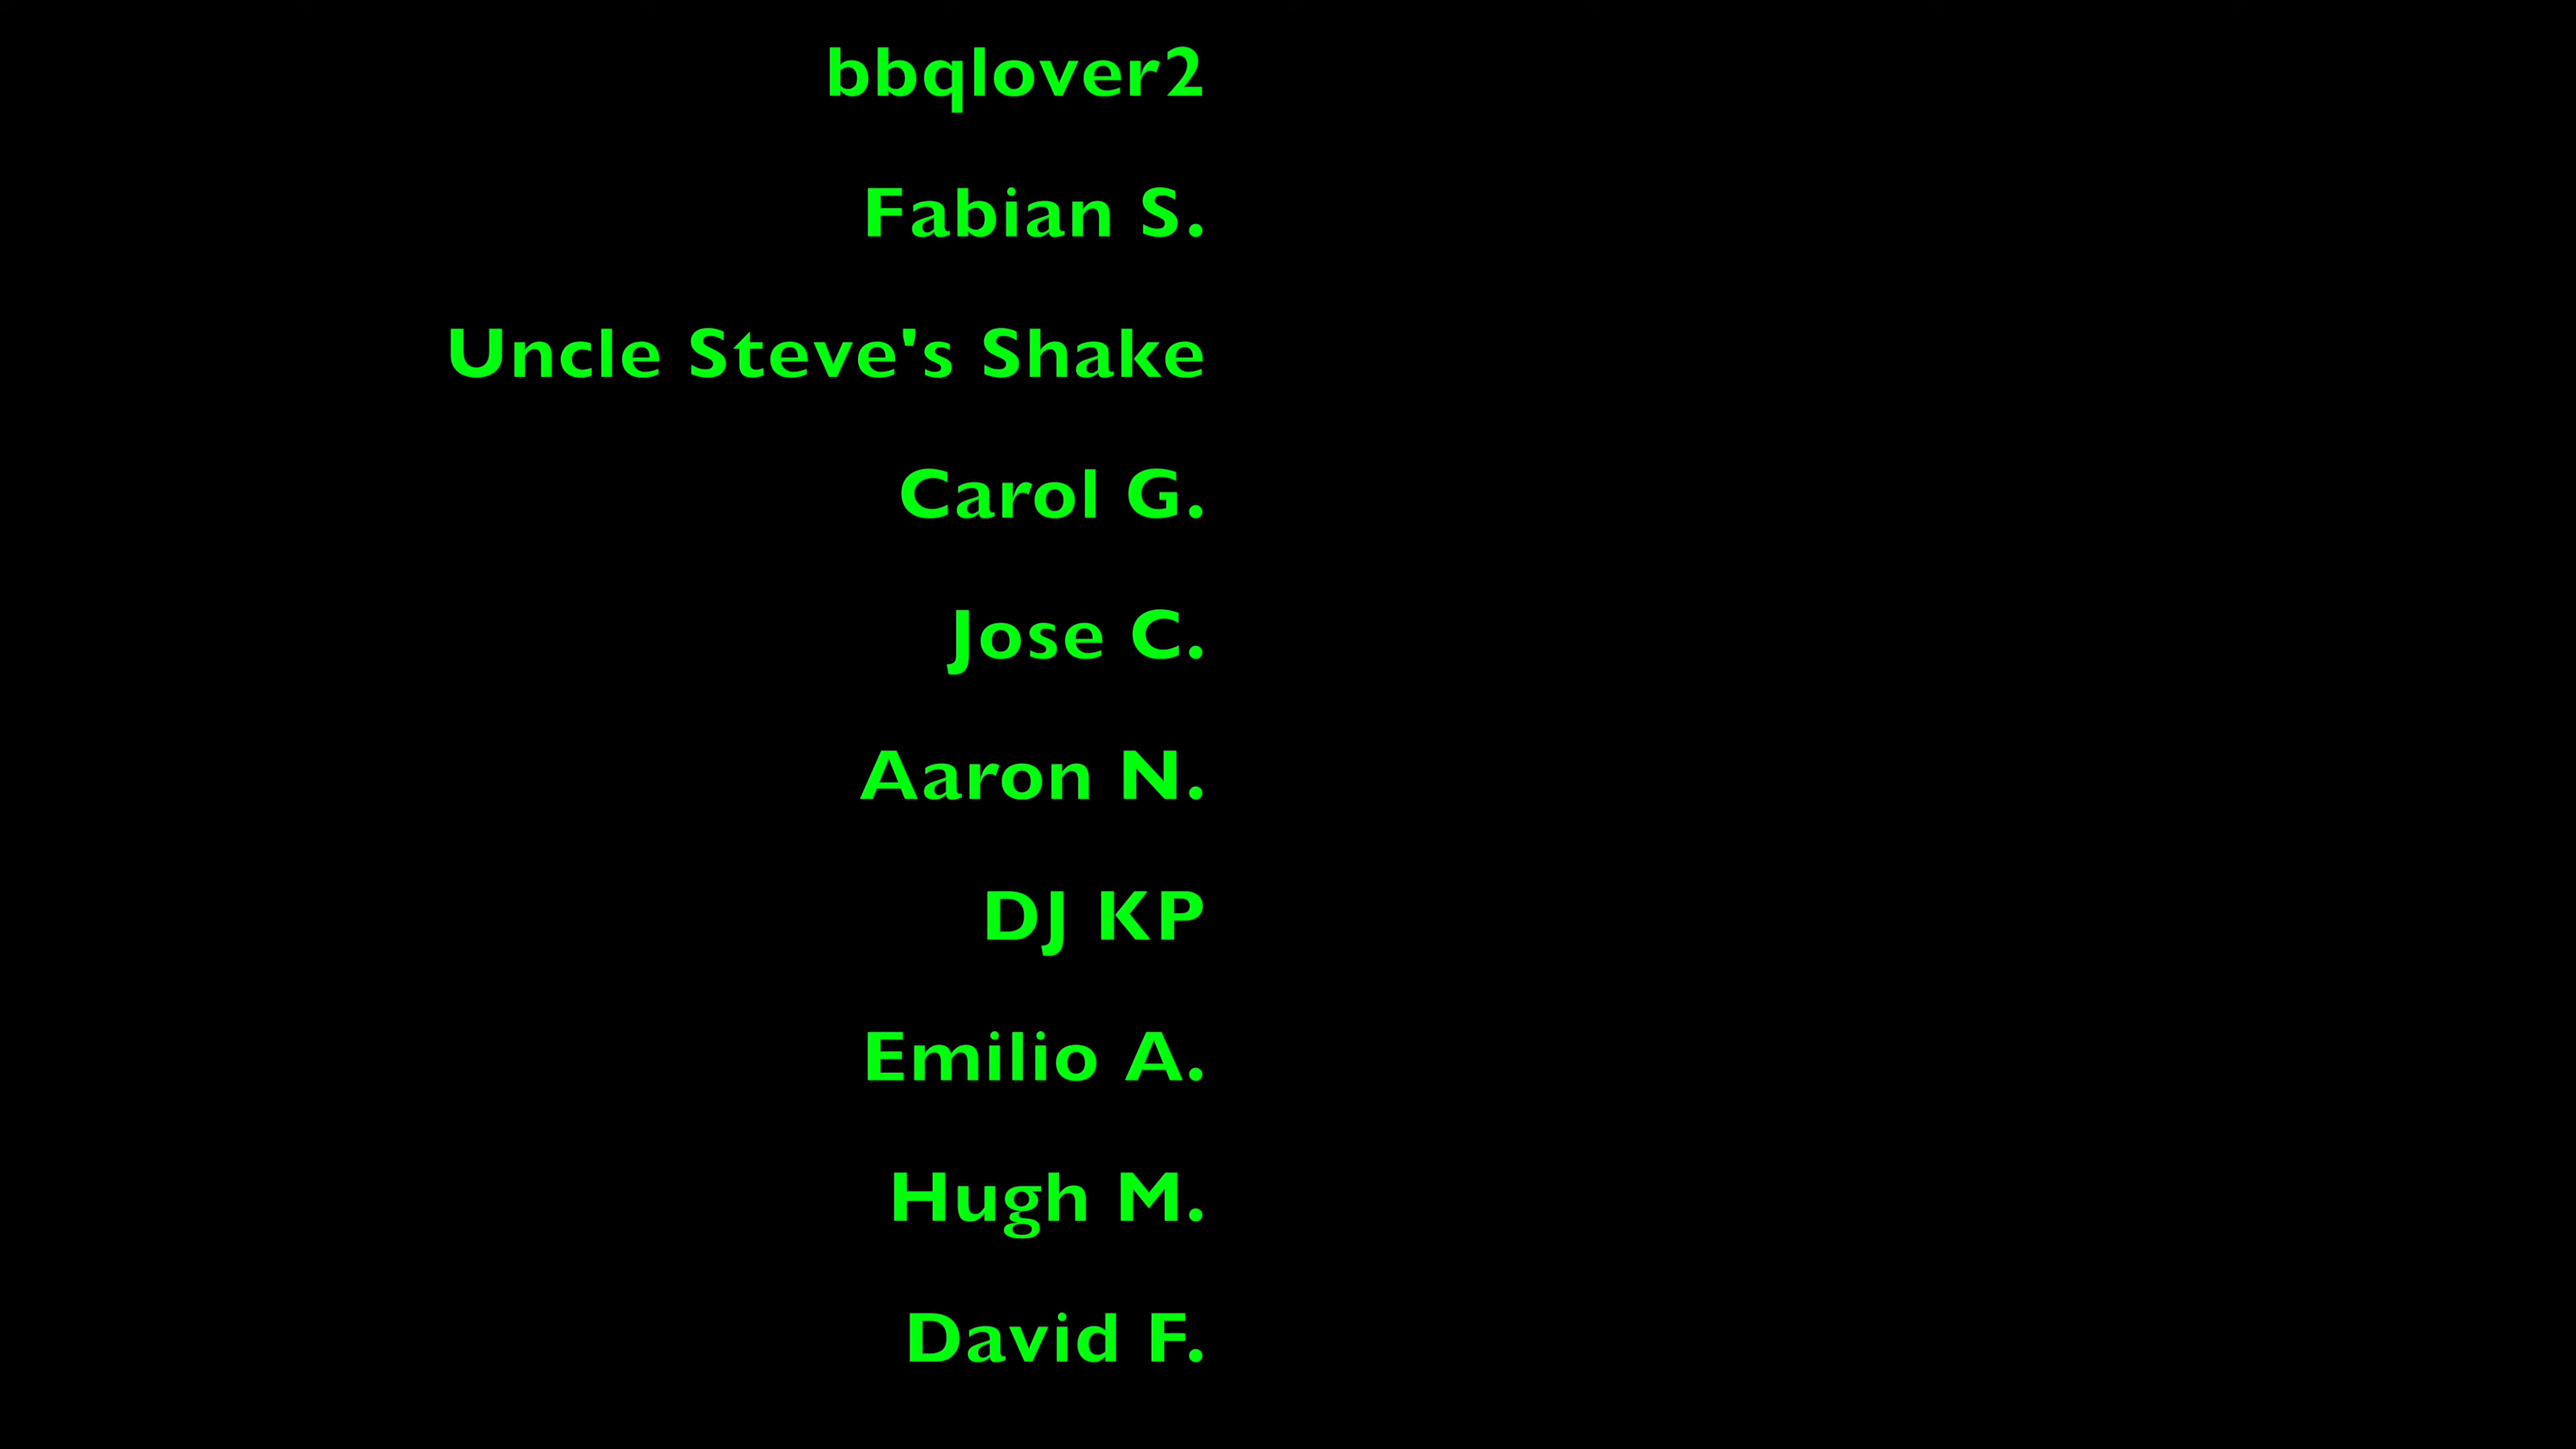 bbqlover2
Fabian S.
Uncle Steve's Shake
Carol G.
Jose C.
Aaron N.
DJ KP
Emilio A.
Hugh M.
David F.